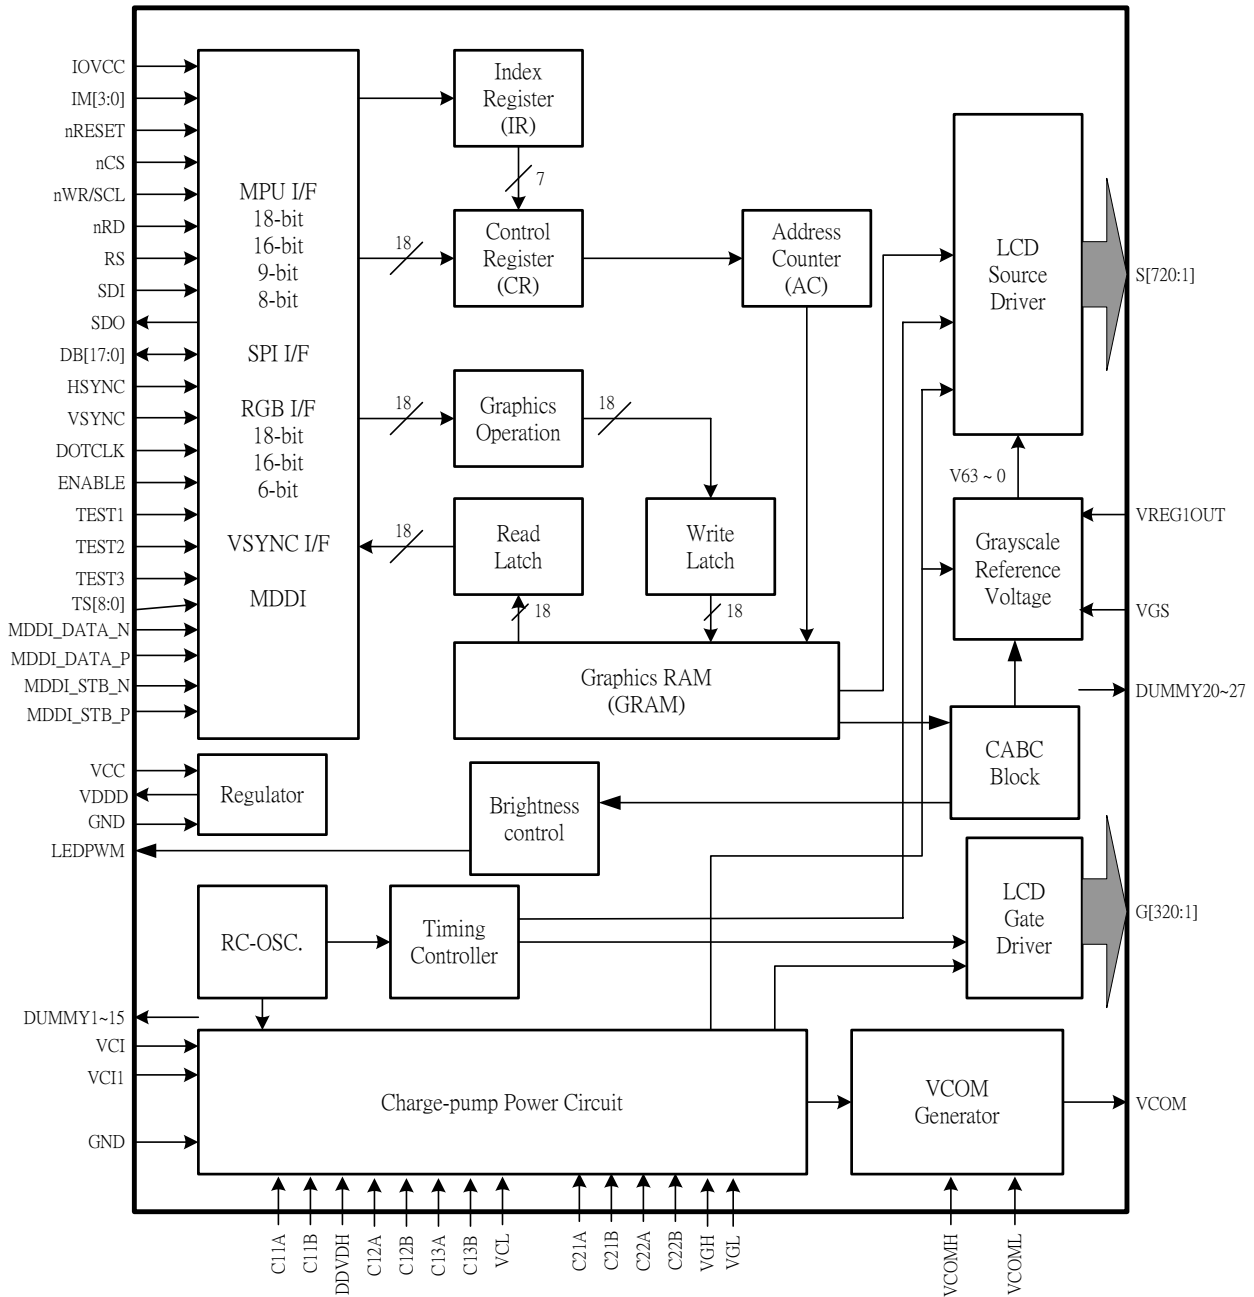 IOVCC
IM[3:0]
nRESET
nCS
nWR/SCL
nRD
RS
SDI
SDO
DB[17:0]
HSYNC
VSYNC
DOTCLK
ENABLE
TEST1
TEST2
TEST3
TS[8:0]
MDDI_DATA_N
MDDI_DATA_P
MDDI_STB_N
MDDI_STB_P
VCC
VDDD
GND
LEDPWM
DUMMY1~15
VCI
VCI1
GND
MPU I/F
18-bit
16-bit
9-bit
8-bit
SPI I/F
RGB I/F
18-bit
16-bit
6-bit
VSYNC I/F
MDDI
Index
Register
(IR)
7
18
Control
Register
(CR)
Address
Counter
(AC)
18
Graphics
Operation
18
18
Read
Latch
Write
Latch
18
18
Graphics RAM
(GRAM)
LCD
Source
Driver
S[720:1]
V63 ~ 0
Grayscale
Reference
Voltage
VREG1OUT
VGS
DUMMY20~27
CABC
Block
Regulator
Brightness
control
RC-OSC.
Timing
Controller
LCD
Gate
Driver
G[320:1]
Charge-pump Power Circuit
VCOM
Generator
VCOM
C11A
C11B
DDVDH
C12A
C12B
C13A
C13B
VCL
C21A
C21B
C22A
C22B
VGH
VGL
VCOMH
VCOML